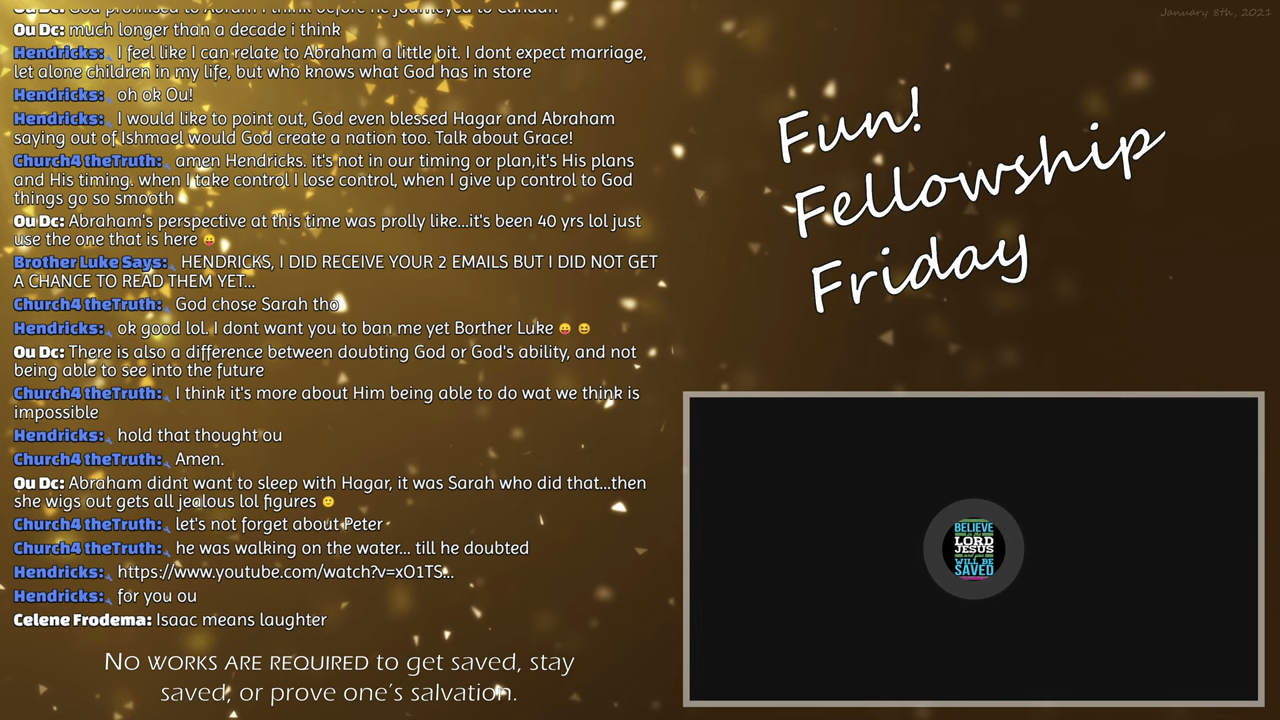 Ou Dc: God promised to Abram I think before he journeyed to Canaan
Ou Dc: much longer than a decade i think
Hendricks: I feel like I can relate to Abraham a little bit. I dont expect marriage,
let alone children in my life, but who knows what God has in store
Hendricks: oh ok Ou!
Hendricks: I would like to point out, God even blessed Hagar and Abraham
saying out of Ishmael would God create a nation too. Talk about Grace!
Church4 theTruth: amen Hendricks. it's not in our timing or plan,it's His plans
and His timing. when I take control I lose control, when I give up control to God
things go so smooth
Ou Dc: Abraham's perspective at this time was prolly like...it's been 40 yrs lol just
use the one that is here 😛
Brother Luke Says: HENDRICKS, I DID RECEIVE YOUR 2 EMAILS BUT I DID NOT GET
A CHANCE TO READ THEM YET...
Church4 theTruth: God chose Sarah tho
Hendricks: ok good lol. I dont want you to ban me yet Borther Luke 😛 😆
Ou Dc: There is also a difference between doubting God or God's ability, and not
being able to see into the future
Church4 theTruth: I think it's more about Him being able to do wat we think is
impossible
Hendricks: hold that thought ou
Church4 theTruth: Amen.
Ou Dc: Abraham didnt want to sleep with Hagar, it was Sarah who did that...then
she wigs out gets all jealous lol figures 🙂
Church4 theTruth: let's not forget about Peter
Church4 theTruth: he was walking on the water... till he doubted
Hendricks: https://www.youtube.com/watch?v=xO1TS...
Hendricks: for you ou
Celene Frodema: Isaac means laughter
No WORKS ARE REQUIRED to get saved, stay
saved, or prove one's salvation.
January 8th, 2021
Fun!
Fellowship
Friday
BELIEVE
LORD
JESUS
WILL BE
SAVED